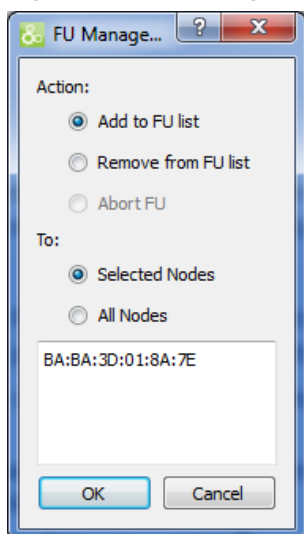 FU Manage...
?
X
Action:
Add to FU list
Remove from FU list
Abort FU
To:
Selected Nodes
All Nodes
BA:BA:3D:01:8A:7E
OK
Cancel